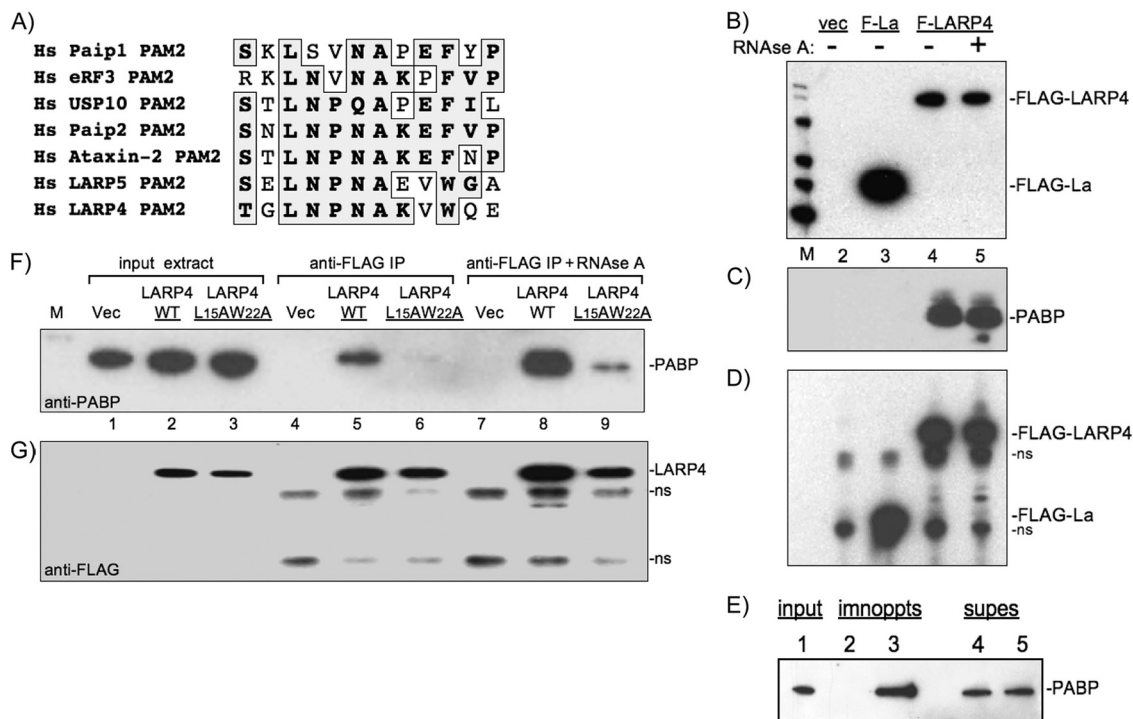 A)
Hs Paip1 PAM2 S K L S V N A P E F Y P
Hs eRF3 PAM2 R K L N V N A K P F V P
Hs USP10 PAM2 S T L N P Q A P E F I L
Hs Paip2 PAM2 S N L N P N A K E F V P
Hs Ataxin-2 PAM2 S T L N P N A K E F N P
Hs LARP5 PAM2 S E L N P N A E V W G A
Hs LARP4 PAM2 T G L N P N A K V W Q E
B)
vec F-La F-LARP4
RNAse A: - - - +
-FLAG-LARP4
-FLAG-La
M 2 3 4 5
C)
-PABP
D)
-FLAG-LARP4
-ns
-FLAG-La
-ns
E)
input imnoppts supes
1 2 3 4 5
-PABP
F)
input extract anti-FLAG IP anti-FLAG IP + RNAse A
M Vec LARP4 WT LARP4 L15AW22A Vec LARP4 WT LARP4 L15AW22A Vec LARP4 WT LARP4 L15AW22A
-PABP
anti-PABP
1 2 3 4 5 6 7 8 9
G)
-LARP4
-ns
-ns
anti-FLAG